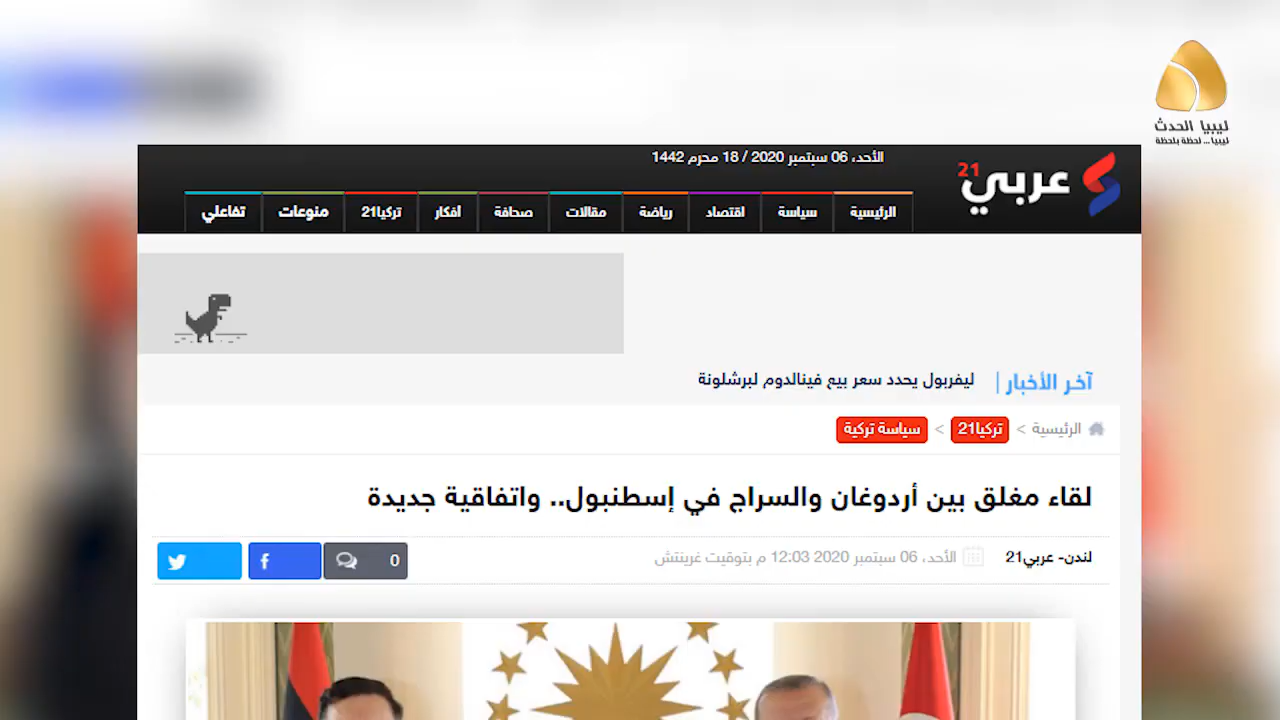 ليبيا الحدث
ليبيا... لحظة بلحظة
الأحد، 06 سبتمبر 2020 / 18 محرم 1442
عربي 21
الرئيسية سياسة اقتصاد رياضة مقالات صحافة أفكار تركيا21 منوعات تفاعلي
آخر الأخبار | ليفربول يحدد سعر بيع فينالدوم لبرشلونة
الرئيسية > تركيا21 > سياسة تركية
لقاء مغلق بين أردوغان والسراج في إسطنبول.. واتفاقية جديدة
لندن- عربي21 الأحد، 06 سبتمبر 2020 12:03 م بتوقيت غرينتش 0